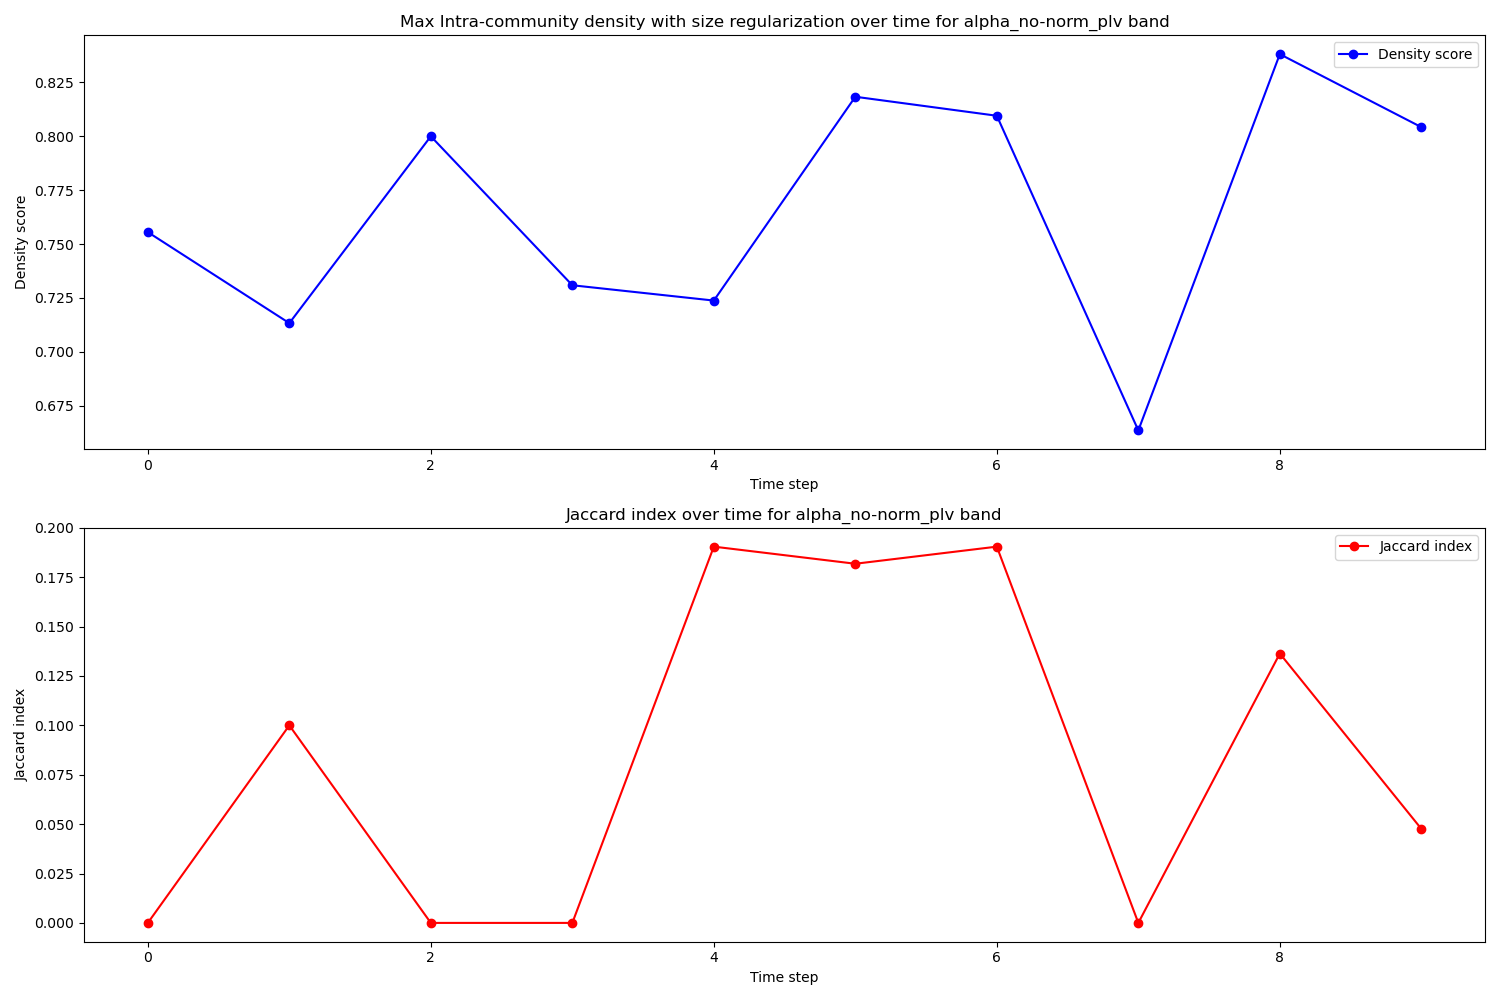 Max Intra-community density with size regularization over time for alpha_no-norm_plv band
Density score
0.825
0.800
0.775
0.750
0.725
0.700
0.675
Density score
0 2 4 6 8
Time step
Jaccard index over time for alpha_no-norm_plv band
Jaccard index
0.200
0.175
0.150
0.125
0.100
0.075
0.050
0.025
0.000
Jaccard index
0 2 4 6 8
Time step